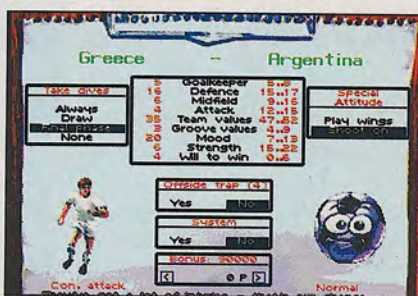 Greece - Argentina
Take dives
Always
Draw
Final phase
None
5 Goalkeeper 5..8
16 Defence 15..17
6 Midfield 9..16
4 Attack 12..15
35 Team values 47..52
3 Groove values 4..9
20 Mood 7..13
6 Strength 15..22
4 Will to win 0..6
Special
Attitude
Play wings
Shoot on
Offside trap (4)
Yes No
System
Yes No
Bonus: 90000
< 0 P >
Con. attack
Normal